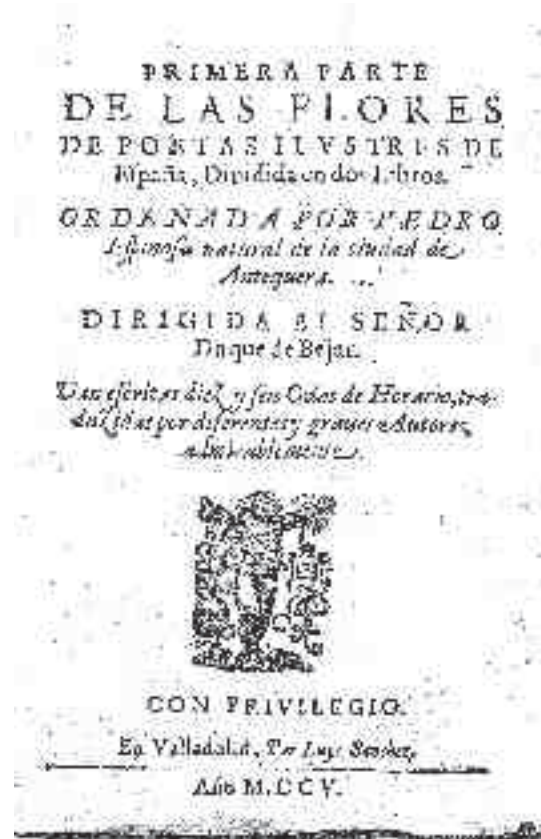 PRIMERA PARTE
DE LAS FLORES
DE POETAS ILVSTRES DE
España, Diuidida en dos Libros.
ORDENADA POR PEDRO
Espinosa natural de la ciudad de
Antequera.
DIRIGIDA AL SEÑOR
Duque de Bejar.
Van escritas diez y seis Odas de Horacio, tra-
duzidas por diferentes y graues Autores,
admirablemente.
CON PRIVILEGIO.
En Valladolid, Por Luys Sanchez,
Año M. DCV.